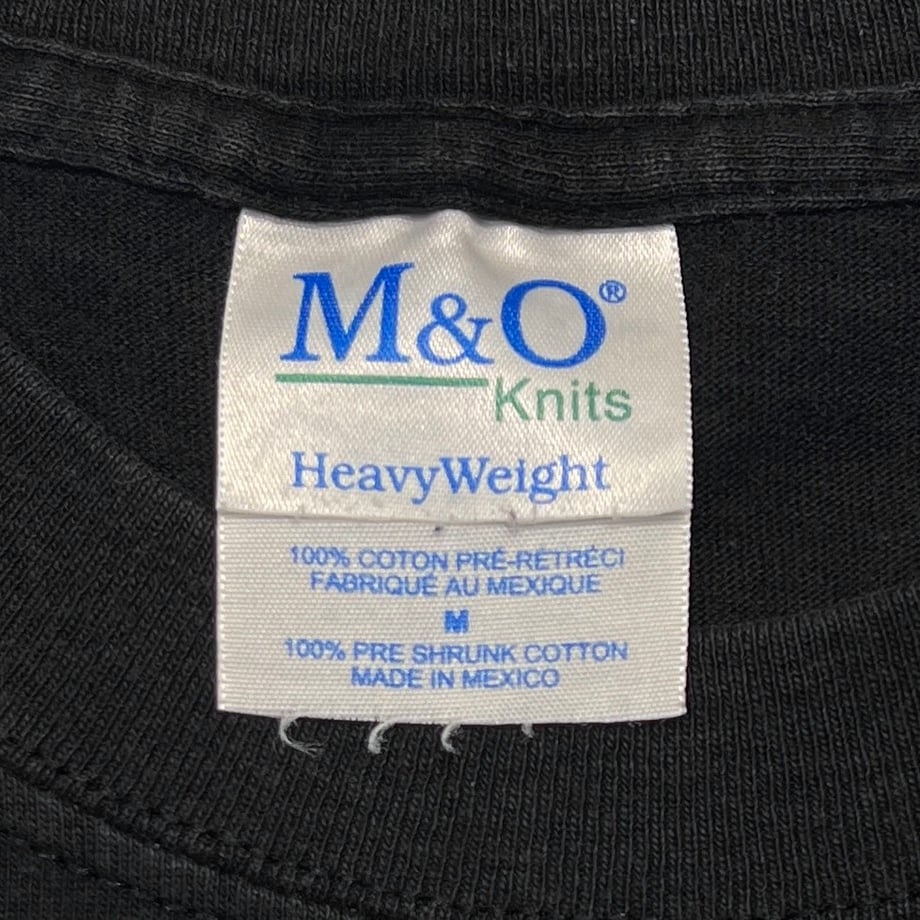 M&O®
Knits
HeavyWeight
100% COTON PRÉ-RETRÉCI
FABRIQUÉ AU MEXIQUE
M
100% PRE SHRUNK COTTON
MADE IN MEXICO